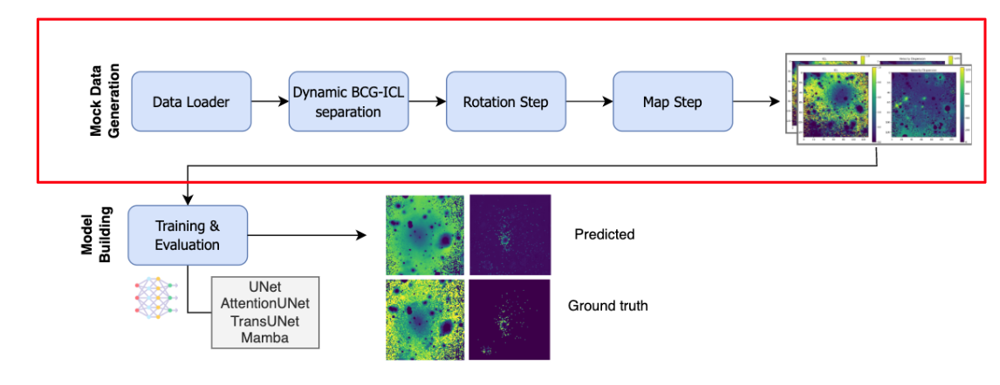 Mock Data
Generation
Data Loader
Dynamic BCG-ICL
separation
Rotation Step
Map Step
Model
Building
Training &
Evaluation
UNet
AttentionUNet
TransUNet
Mamba
Predicted
Ground truth